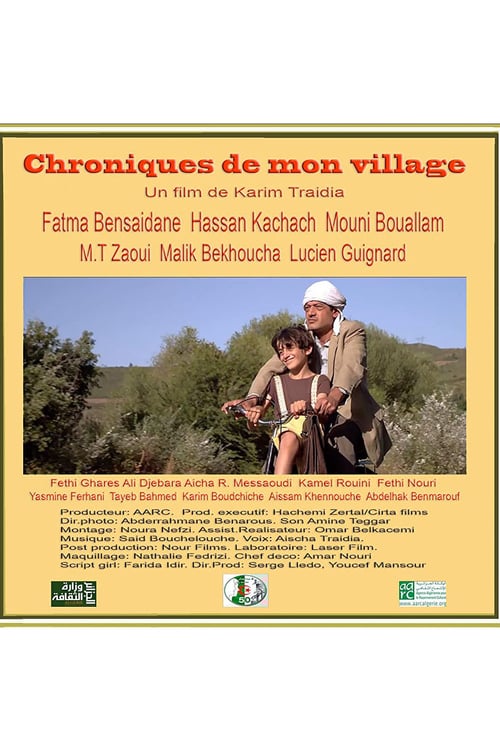 Chroniques de mon village
Un film de Karim Traidia
Fatma Bensaidane Hassan Kachach Mouni Bouallam
M.T Zaoui Malik Bekhoucha Lucien Guignard
Fethi Ghares Ali Djebara Aicha R. Messaoudi Kamel Rouini Fethi Nouri
Yasmine Ferhani Tayeb Bahmed Karim Boudchiche Aissam Khennouche Abdelhak Benmarouf
Producteur: AARC. Prod. executif: Hachemi Zertal/Cirta films
Dir.photo: Abderrahmane Benarous. Son Amine Teggar
Montage: Noura Nefzi. Assist.Realisateur: Omar Belkacemi
Musique: Said Bouchelouche. Voix: Aischa Traidia.
Post production: Nour Films. Laboratoire: Laser Film.
Maquillage: Nathalie Fedrizi. Chef deco: Amar Nouri
Script girl: Farida Idir. Dir.Prod: Serge Lledo, Youcef Mansour
وزارة
الثقافة
50
aarc
www.aarcalgerie.org